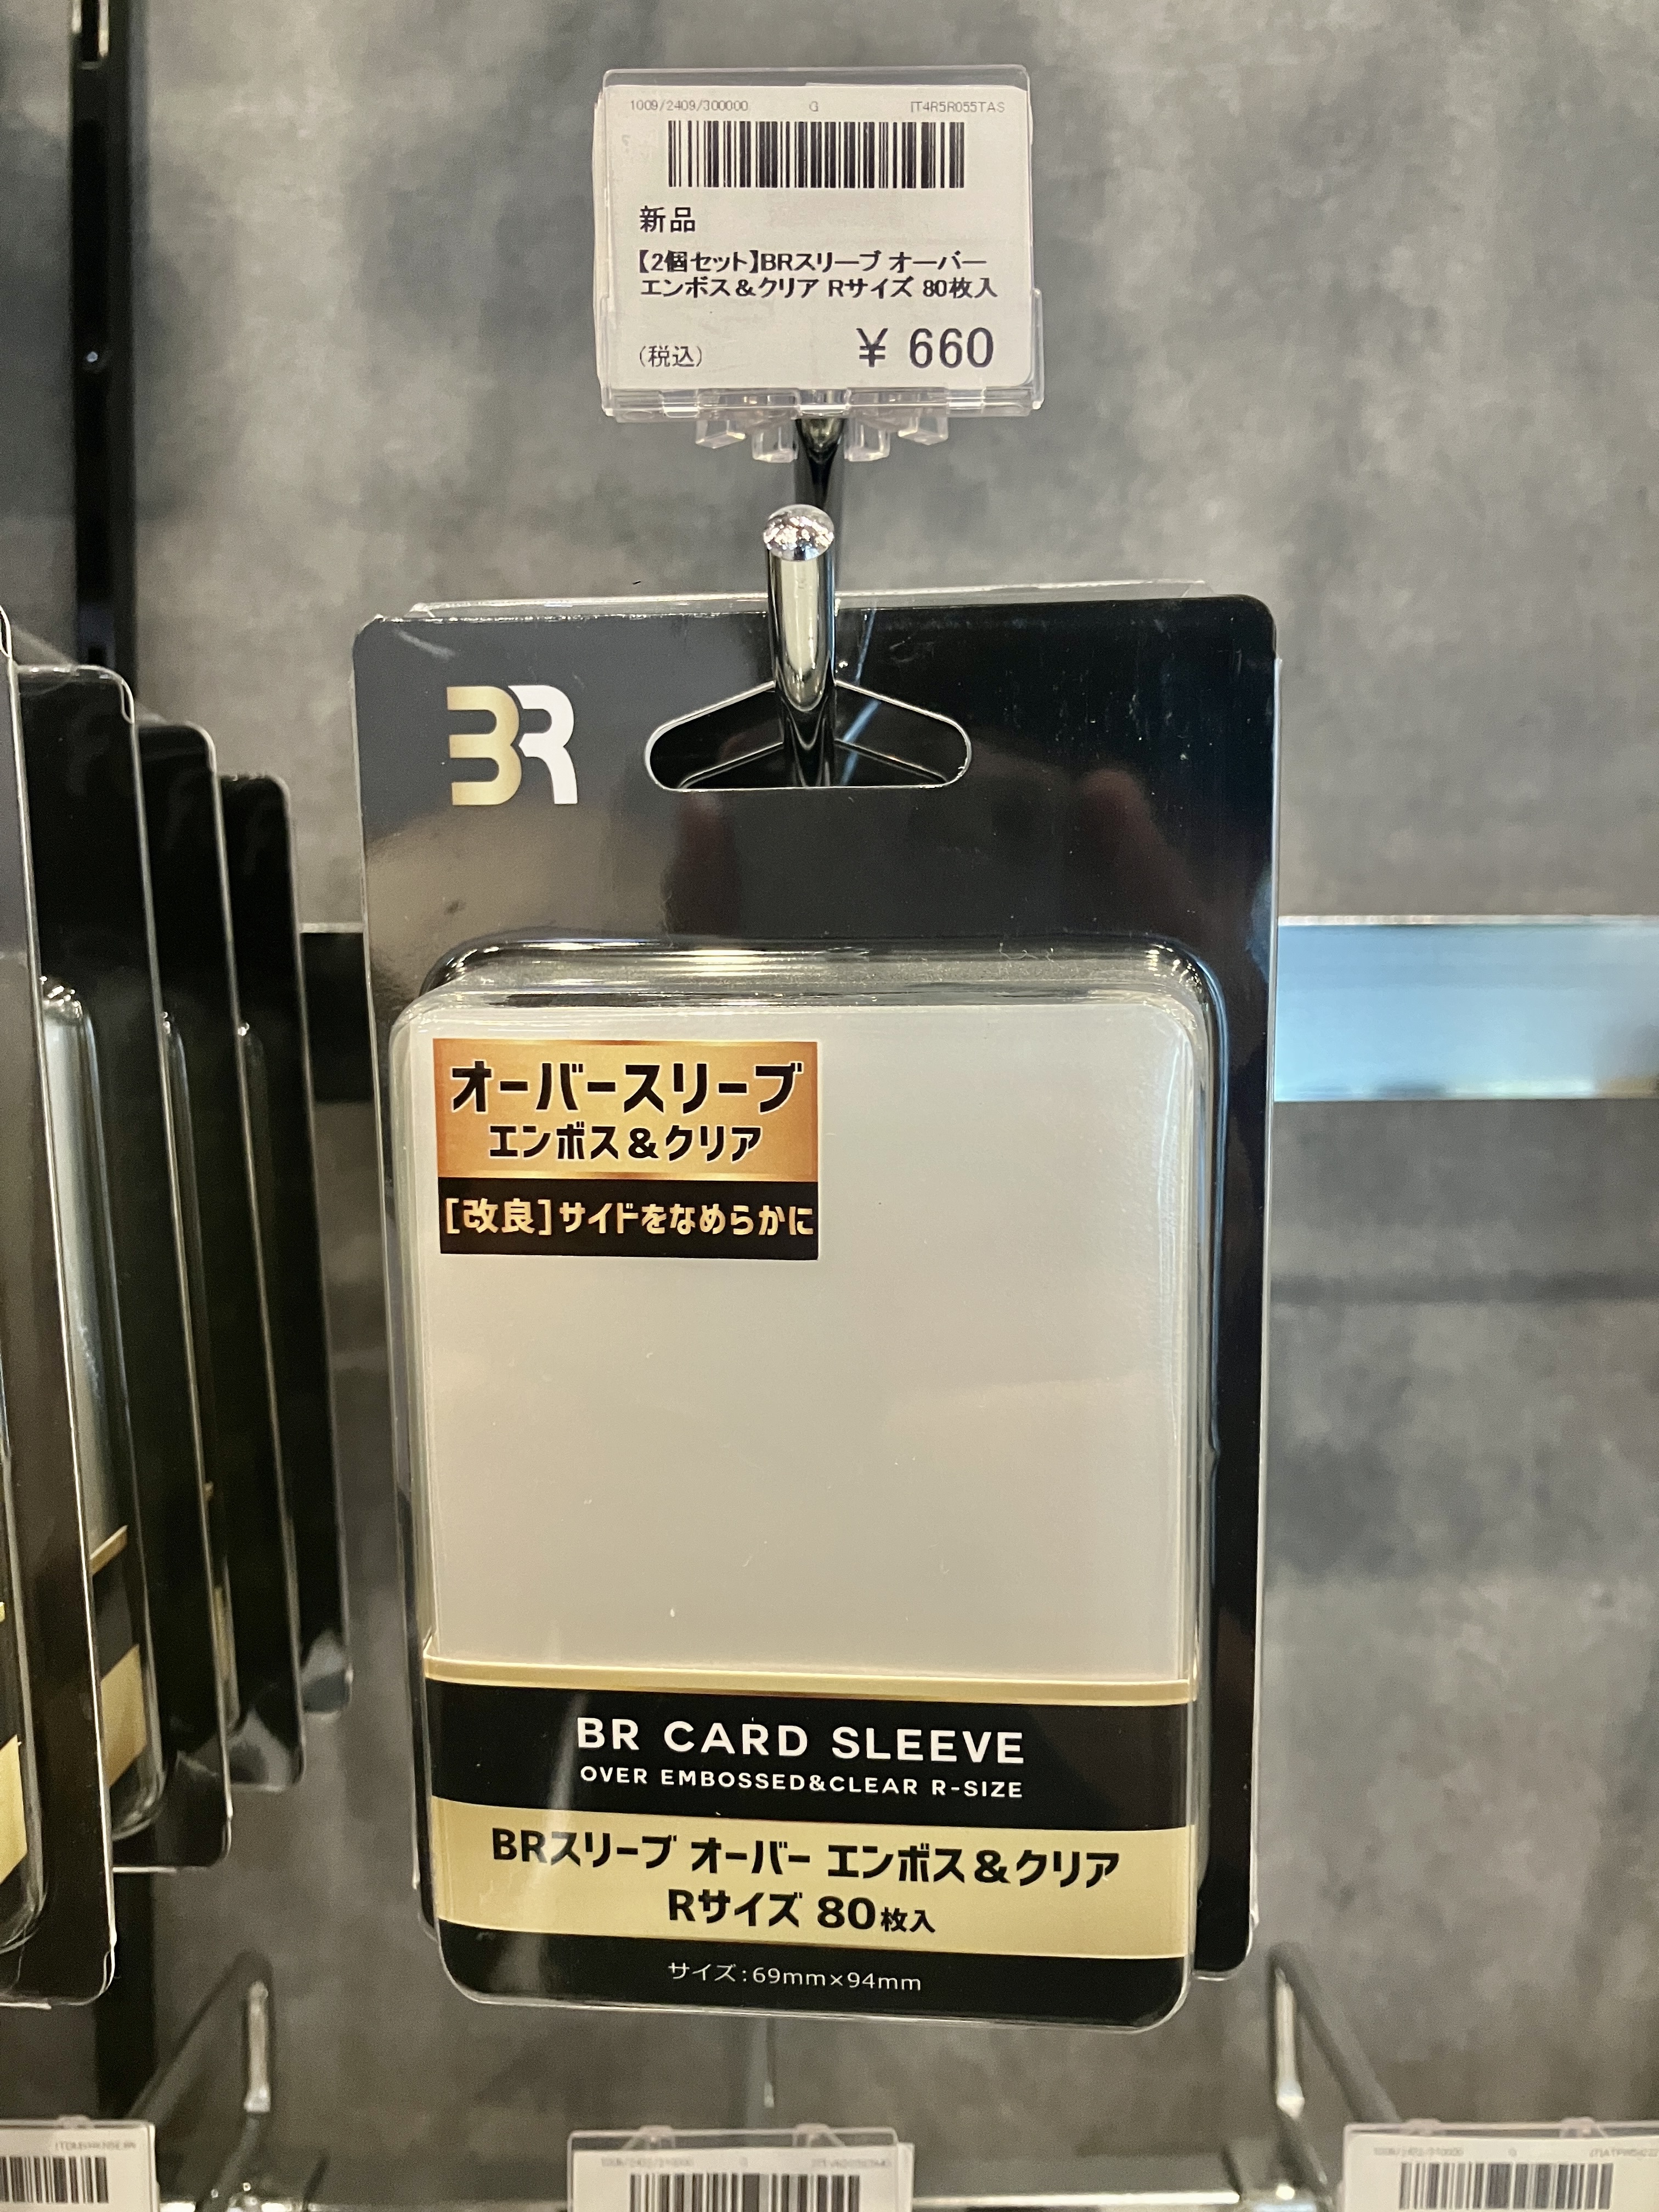 1009/2409/300000 G IT4R5R055TAS
新品
【2個セット】BRスリーブ オーバー
エンボス&クリア Rサイズ 80枚入
(税込) ¥ 660
BR
オーバースリーブ
エンボス&クリア
[改良]サイドをなめらかに
BR CARD SLEEVE
OVER EMBOSSED&CLEAR R-SIZE
BRスリーブ オーバー エンボス&クリア
Rサイズ 80枚入
サイズ:69mm×94mm